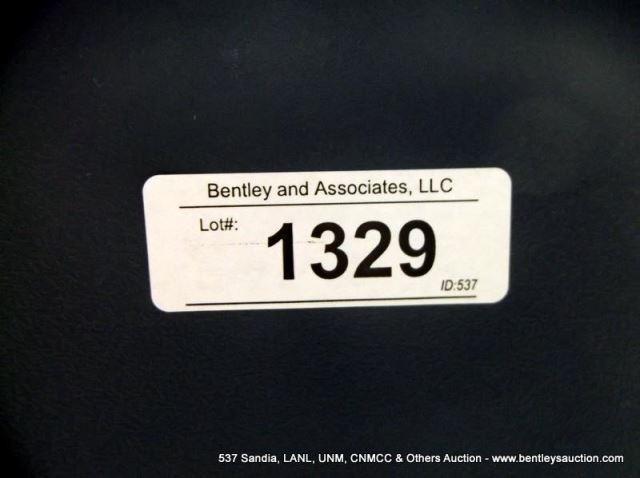 Bentley and Associates, LLC
Lot#:
1329
ID:537
537 Sandia, LANL, UNM, CNMCC & Others Auction - www.bentleysauction.com